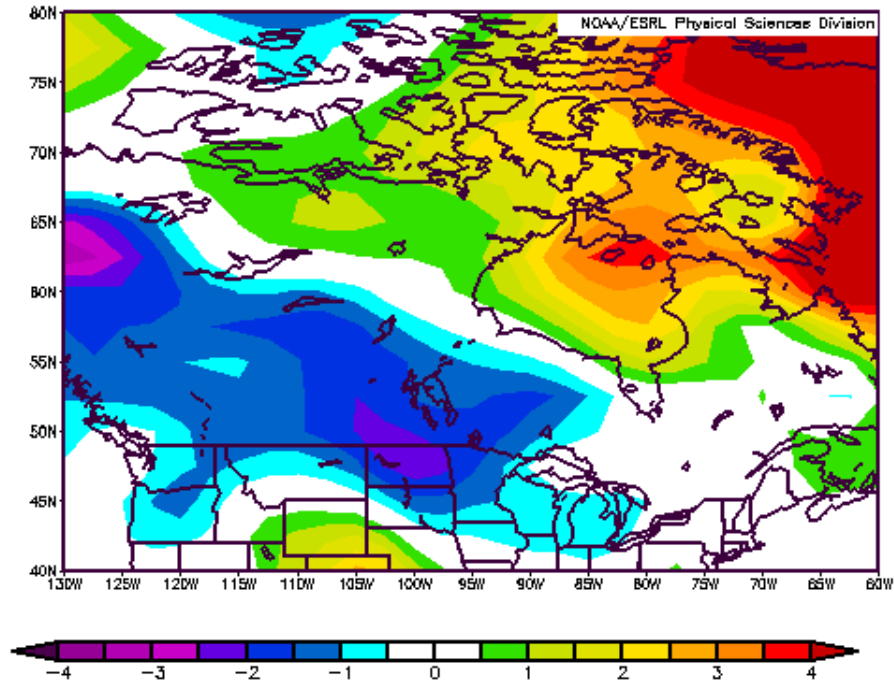 80N
NOAA/ESRL Physical Sciences Division
75N
70N
65N
60N
55N
50N
45N
40N
130W 125W 120W 115W 110W 105W 100W 95W 90W 85W 80W 75W 70W 65W 60W
-4 -3 -2 -1 0 1 2 3 4